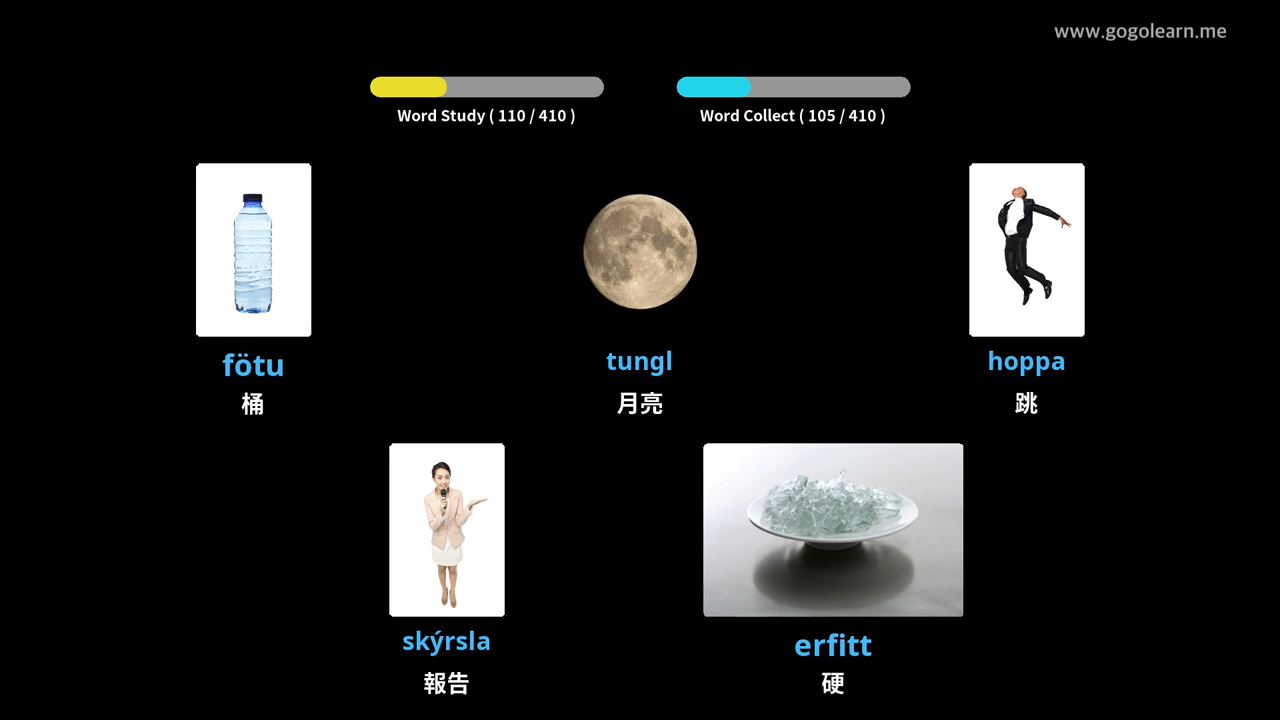 www.gogolearn.me
Word Study ( 110 / 410 )
Word Collect ( 105 / 410 )
fötu
桶
tungl
月亮
hoppa
跳
skýrsla
報告
erfitt
硬